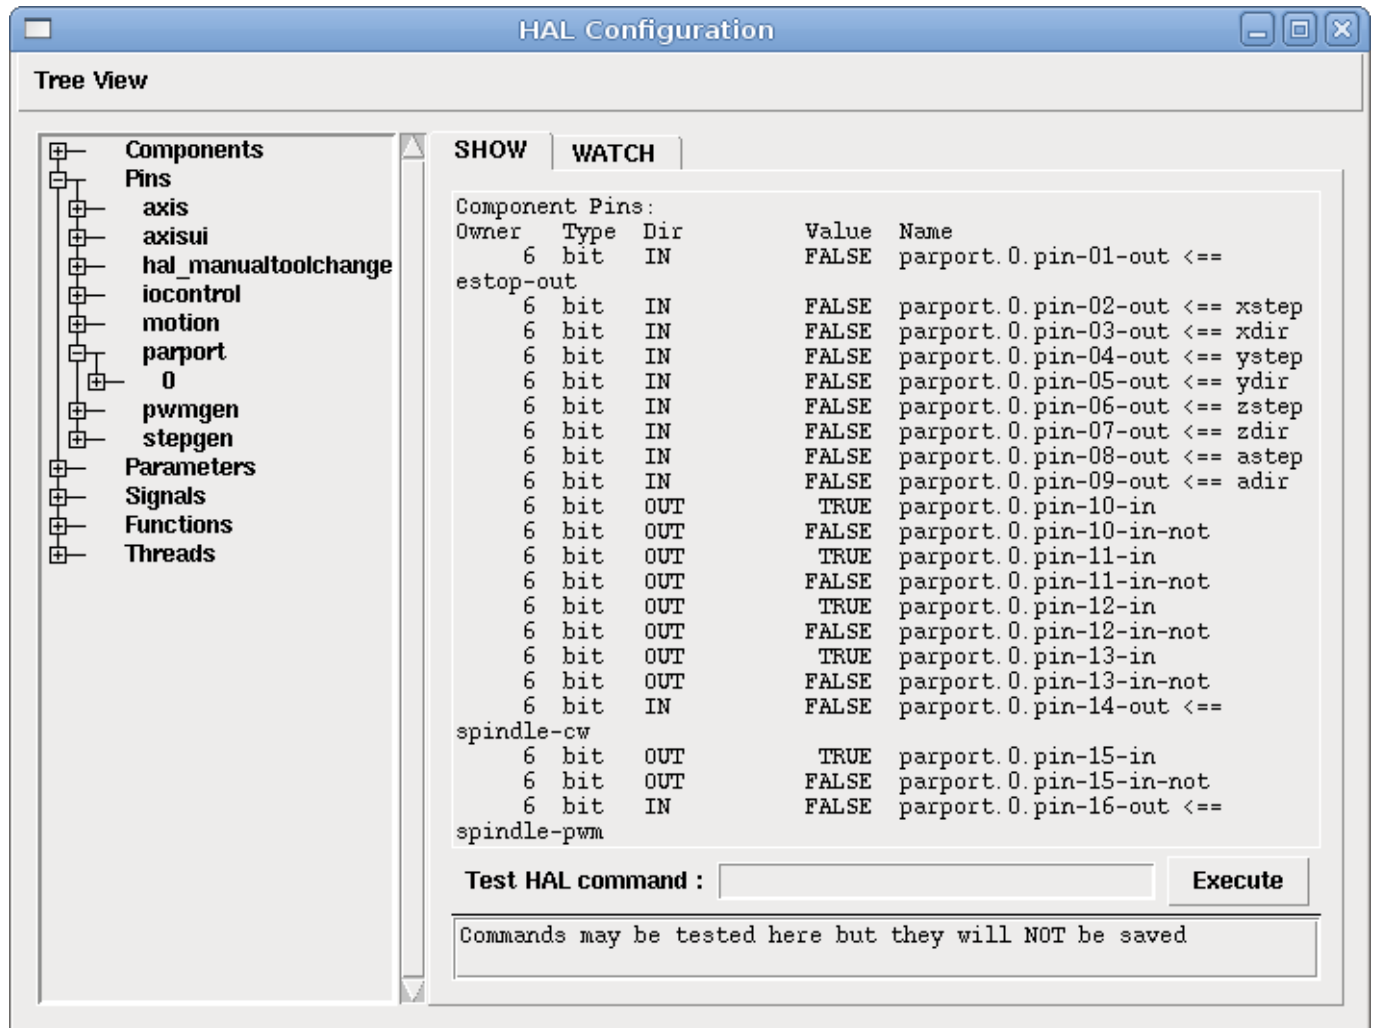 HAL Configuration
Tree View
Components
Pins
axis
axisui
hal_manualtoolchange
iocontrol
motion
parport
0
pwmgen
stepgen
Parameters
Signals
Functions
Threads
SHOW WATCH
Component Pins:
Owner Type Dir Value Name
6 bit IN FALSE parport.0.pin-01-out <==
estop-out
6 bit IN FALSE parport.0.pin-02-out <== xstep
6 bit IN FALSE parport.0.pin-03-out <== xdir
6 bit IN FALSE parport.0.pin-04-out <== ystep
6 bit IN FALSE parport.0.pin-05-out <== ydir
6 bit IN FALSE parport.0.pin-06-out <== zstep
6 bit IN FALSE parport.0.pin-07-out <== zdir
6 bit IN FALSE parport.0.pin-08-out <== astep
6 bit IN FALSE parport.0.pin-09-out <== adir
6 bit OUT TRUE parport.0.pin-10-in
6 bit OUT FALSE parport.0.pin-10-in-not
6 bit OUT TRUE parport.0.pin-11-in
6 bit OUT FALSE parport.0.pin-11-in-not
6 bit OUT TRUE parport.0.pin-12-in
6 bit OUT FALSE parport.0.pin-12-in-not
6 bit OUT TRUE parport.0.pin-13-in
6 bit OUT FALSE parport.0.pin-13-in-not
6 bit IN FALSE parport.0.pin-14-out <==
spindle-cw
6 bit OUT TRUE parport.0.pin-15-in
6 bit OUT FALSE parport.0.pin-15-in-not
6 bit IN FALSE parport.0.pin-16-out <==
spindle-pwm
Test HAL command : Execute
Commands may be tested here but they will NOT be saved